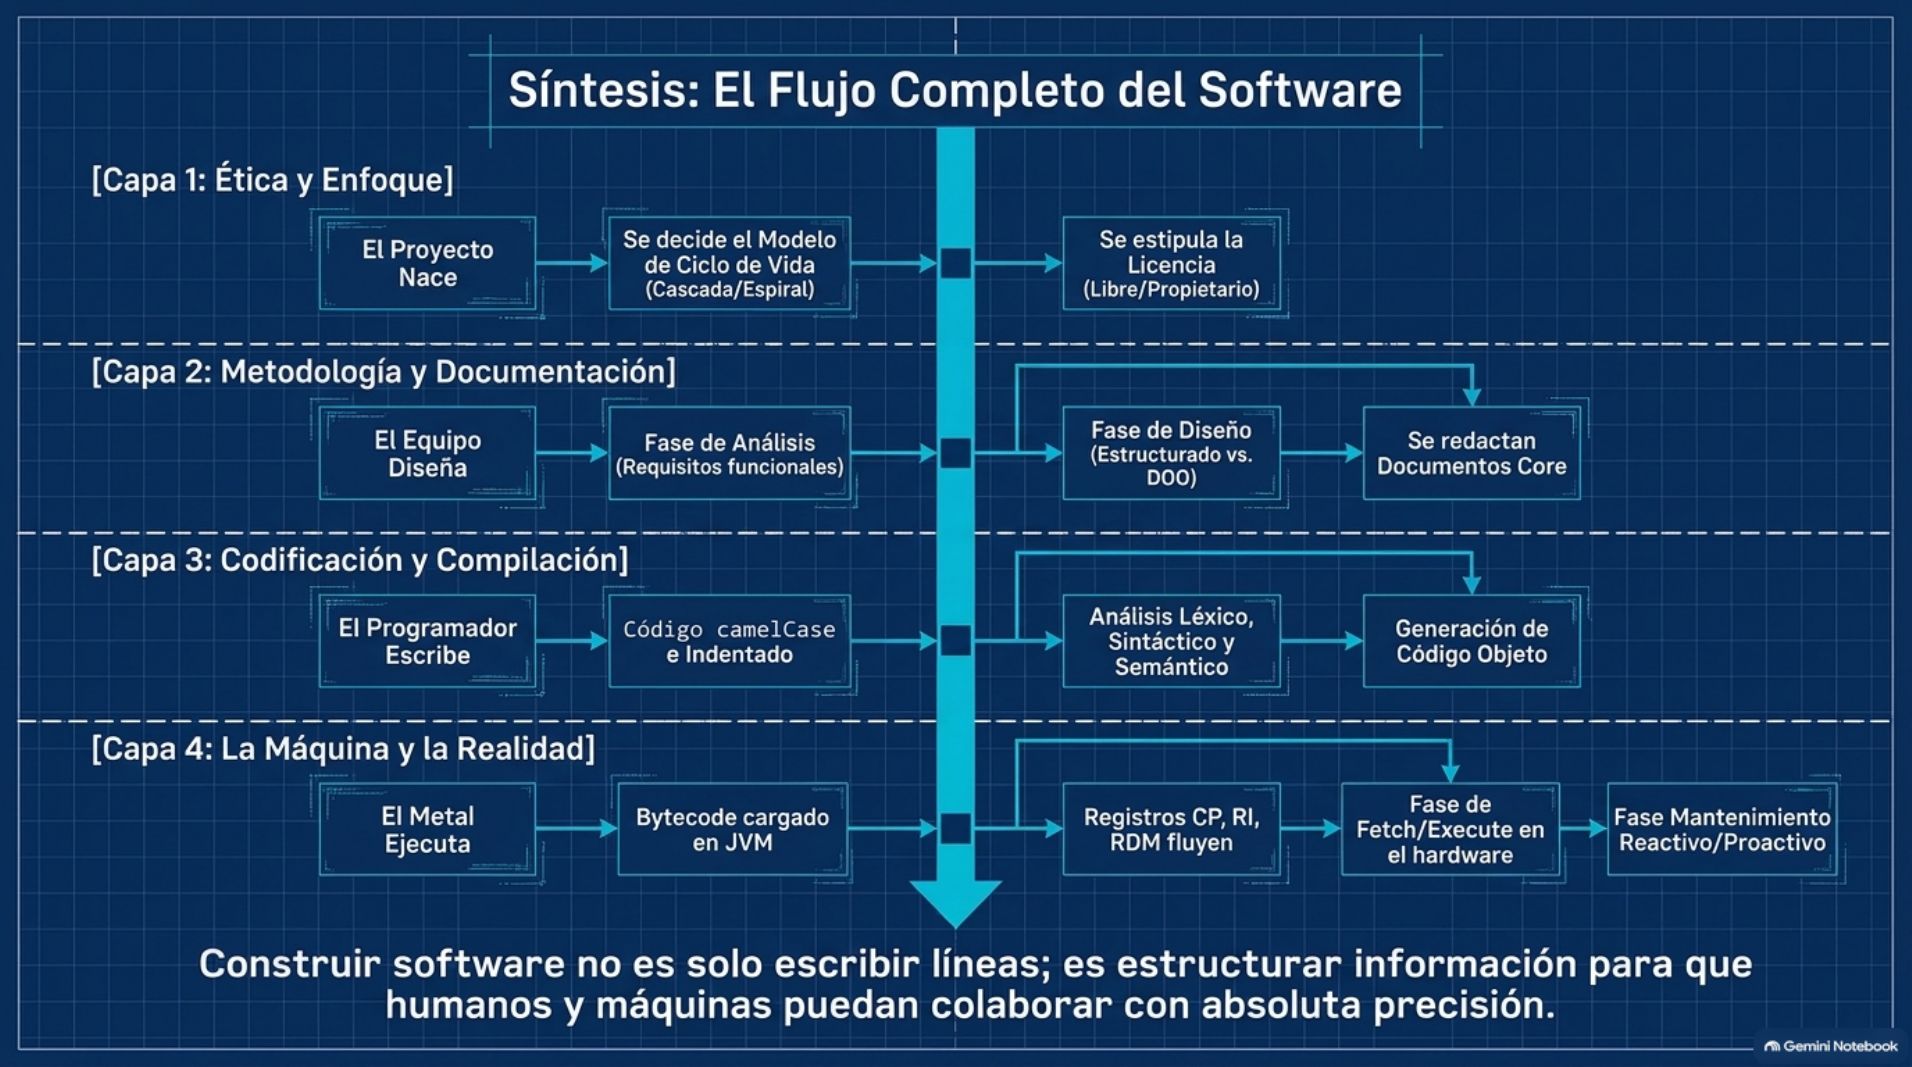 Síntesis: El Flujo Completo del Software
[Capa 1: Ética y Enfoque]
El Proyecto
Nace
Se decide el Modelo
de Ciclo de Vida
(Cascada/Espiral)
Se estipula la
Licencia
(Libre/Propietario)
[Capa 2: Metodología y Documentación]
El Equipo
Diseña
Fase de Análisis
(Requisitos funcionales)
Fase de Diseño
(Estructurado vs.
DOO)
Se redactan
Documentos Core
[Capa 3: Codificación y Compilación]
El Programador
Escribe
Código camelCase
e Indentado
Análisis Léxico,
Sintáctico y
Semántico
Generación de
Código Objeto
[Capa 4: La Máquina y la Realidad]
El Metal
Ejecuta
Bytecode cargado
en JVM
Registros CP, RI,
RDM fluyen
Fase de
Fetch/Execute en
el hardware
Fase Mantenimiento
Reactivo/Proactivo
Construir software no es solo escribir líneas; es estructurar información para que
humanos y máquinas puedan colaborar con absoluta precisión.
Gemini Notebook